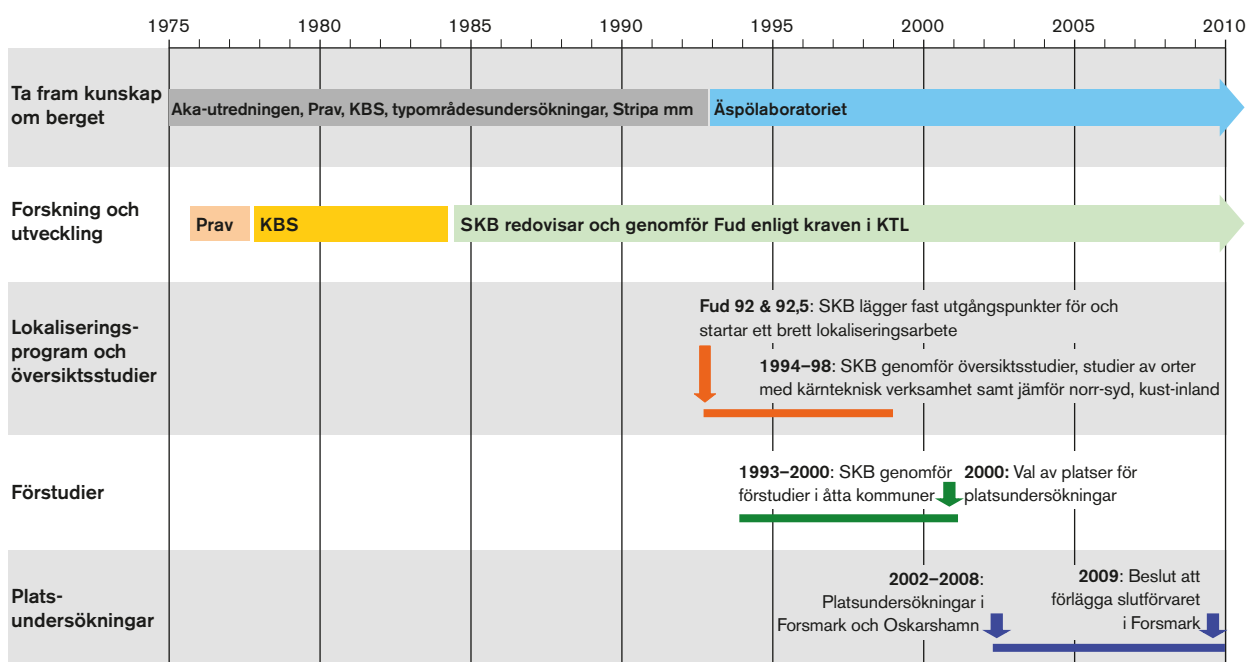 1975 1980 1985 1990 1995 2000 2005 2010
Ta fram kunskap
om berget
Aka-utredningen, Prav, KBS, typområdesundersökningar, Stripa mm
Äspölaboratoriet
Forskning och
utveckling
Prav
KBS
SKB redovisar och genomför Fud enligt kraven i KTL
Lokaliserings-
program och
översiktsstudier
Fud 92 & 92,5: SKB lägger fast utgångspunkter för och
startar ett brett lokaliseringsarbete
1994–98: SKB genomför översiktsstudier, studier av orter
med kärnteknisk verksamhet samt jämför norr-syd, kust-inland
Förstudier
1993–2000: SKB genomför
förstudier i åtta kommuner
2000: Val av platser för
platsundersökningar
Plats-
undersökningar
2002–2008:
Platsundersökningar i
Forsmark och Oskarshamn
2009: Beslut att
förlägga slutförvaret
i Forsmark